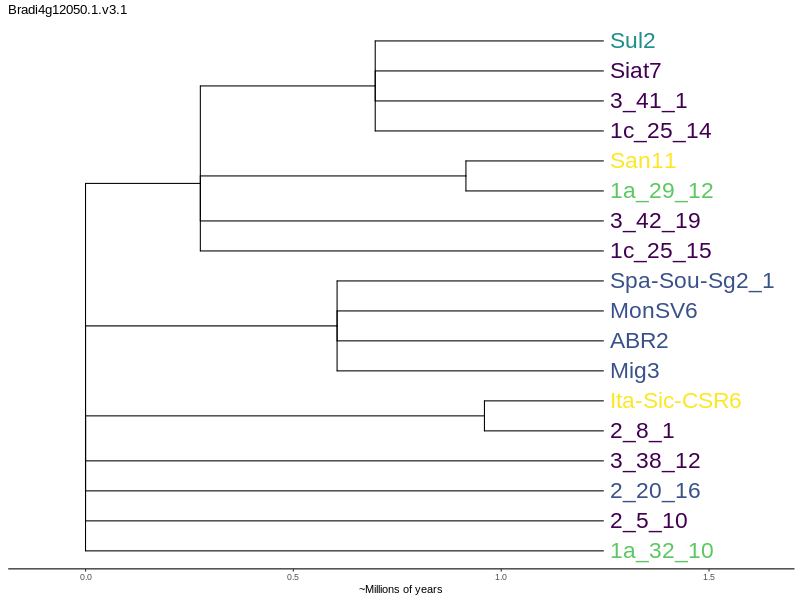 Bradi4g12050.1.v3.1
Sul2
Siat7
3_41_1
1c_25_14
San11
1a_29_12
3_42_19
1c_25_15
Spa-Sou-Sg2_1
MonSV6
ABR2
Mig3
Ita-Sic-CSR6
2_8_1
3_38_12
2_20_16
2_5_10
1a_32_10
0.0 0.5 1.0 1.5
~Millions of years